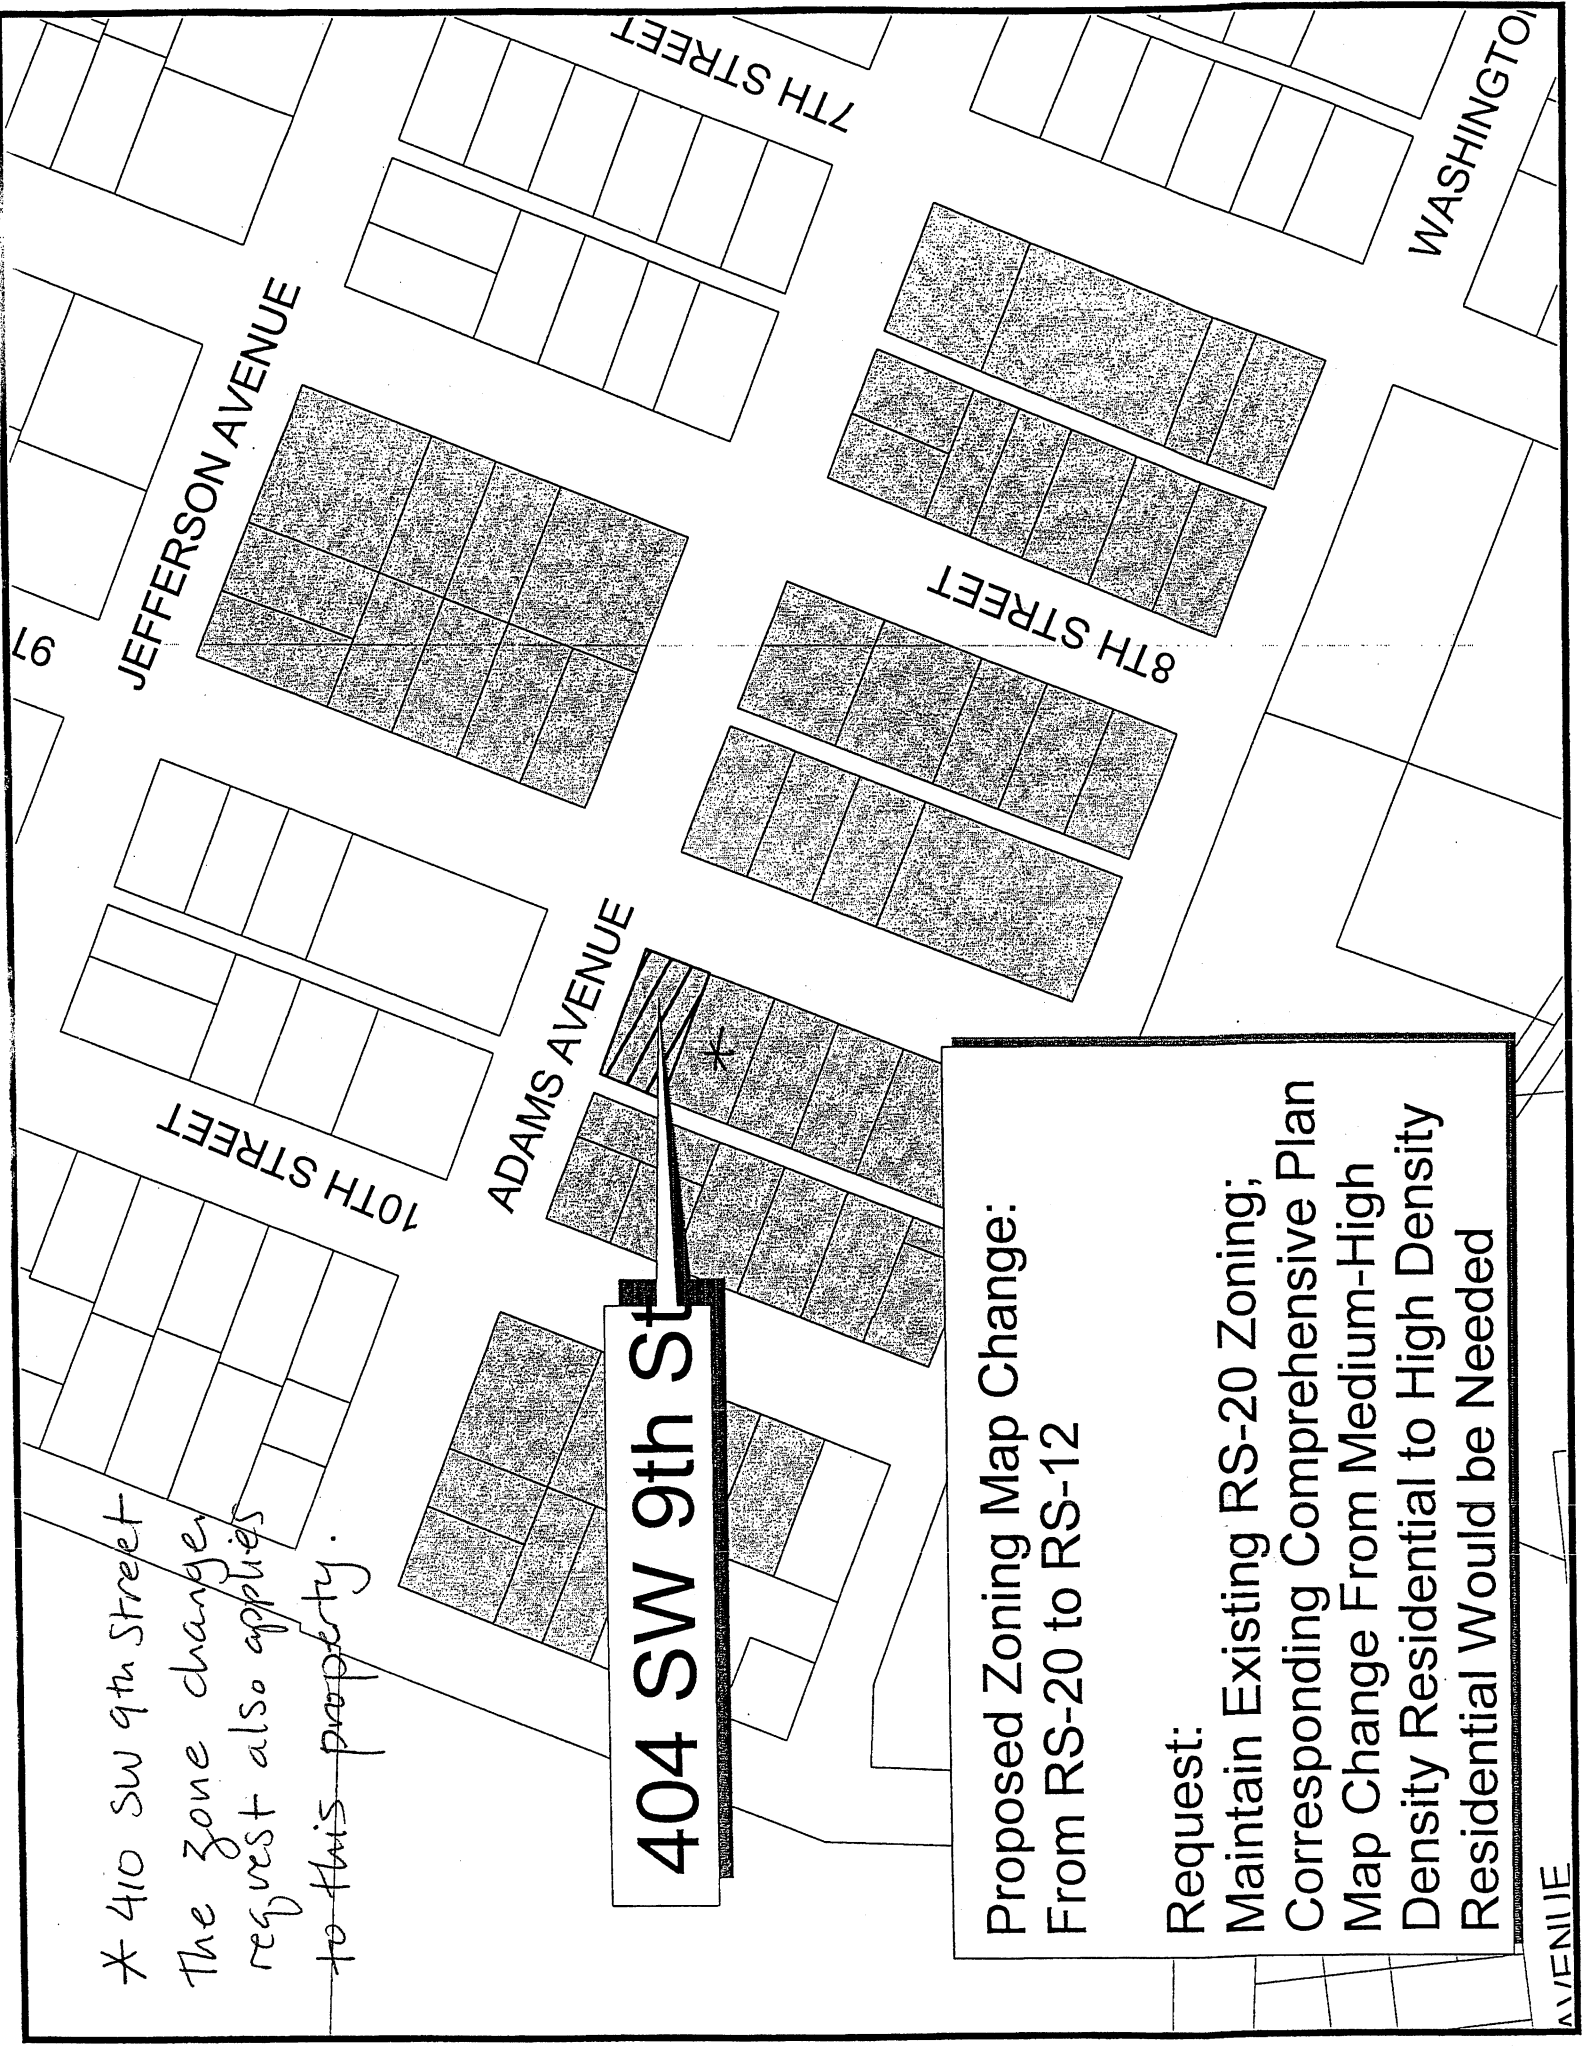 * 410 SW 9th Street
the zone change
request also applies
to this property.
404 SW 9th St
Proposed Zoning Map Change:
From RS-20 to RS-12
Request:
Maintain Existing RS-20 Zoning;
Corresponding Comprehensive Plan
Map Change From Medium-High
Density Residential to High Density
Residential Would be Needed
10TH STREET
ADAMS AVENUE
*
JEFFERSON AVENUE
9T
8TH STREET
7TH STREET
WASHINGTO
AVENUE